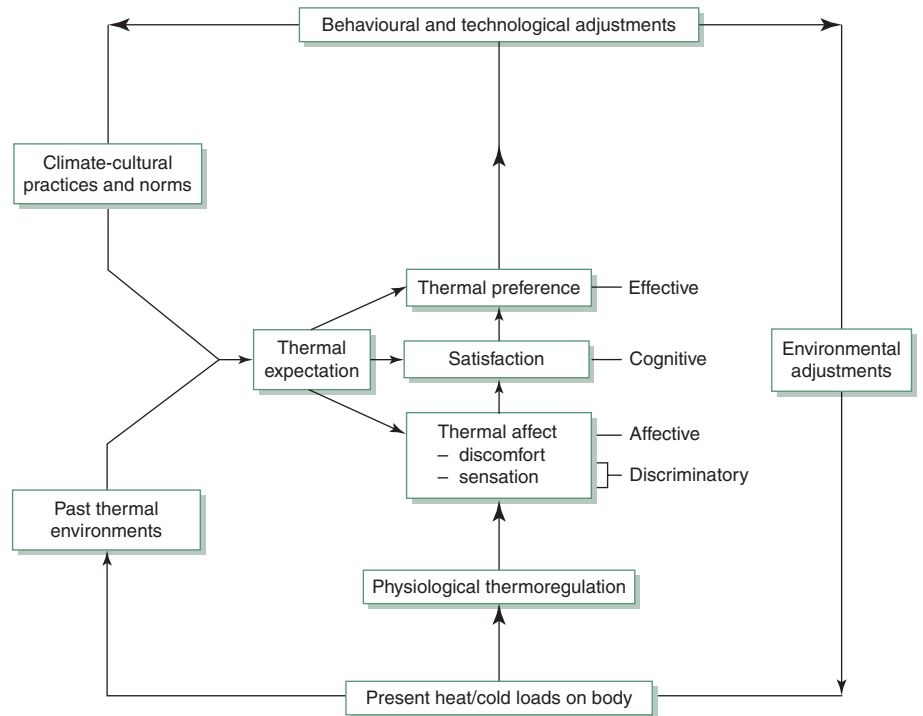 Behavioural and technological adjustments
Climate-cultural
practices and norms
Thermal preference
Effective
Thermal
expectation
Satisfaction
Cognitive
Environmental
adjustments
Thermal affect
– discomfort
– sensation
Affective
Discriminatory
Past thermal
environments
Physiological thermoregulation
Present heat/cold loads on body